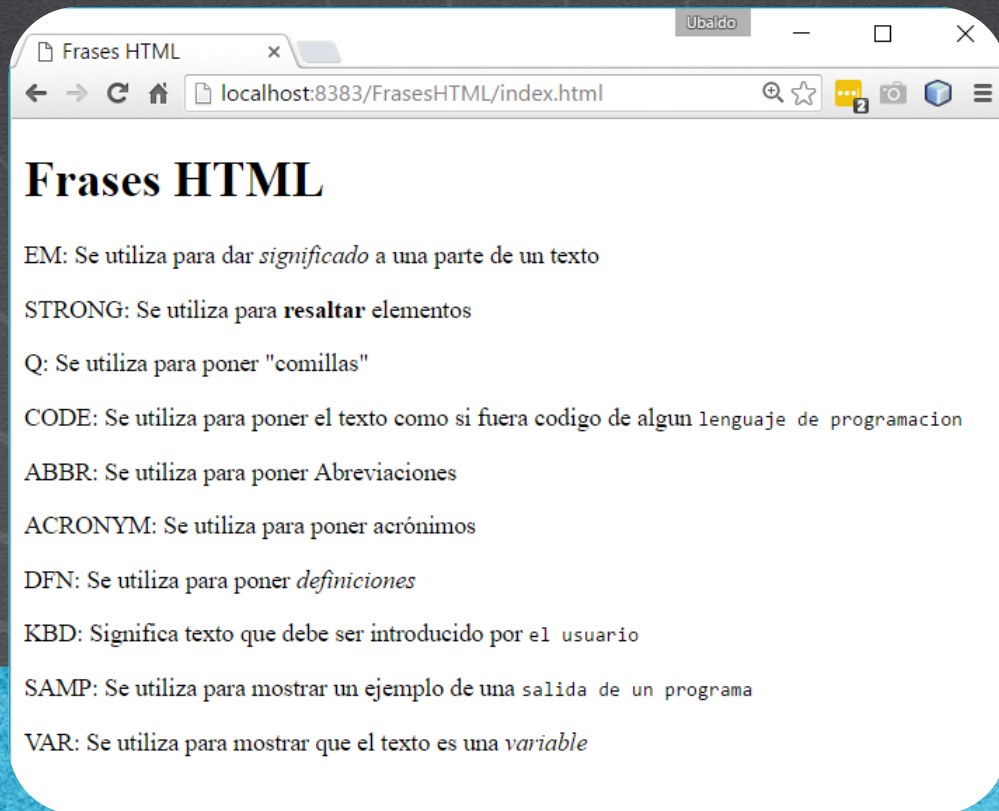 Ubaldo
Frases HTML
localhost:8383/FrasesHTML/index.html
2
Frases HTML
EM: Se utiliza para dar significado a una parte de un texto
STRONG: Se utiliza para resaltar elementos
Q: Se utiliza para poner "comillas"
CODE: Se utiliza para poner el texto como si fuera codigo de algun lenguaje de programacion
ABBR: Se utiliza para poner Abreviaciones
ACRONYM: Se utiliza para poner acrónimos
DFN: Se utiliza para poner definiciones
KBD: Significa texto que debe ser introducido por el usuario
SAMP: Se utiliza para mostrar un ejemplo de una salida de un programa
VAR: Se utiliza para mostrar que el texto es una variable